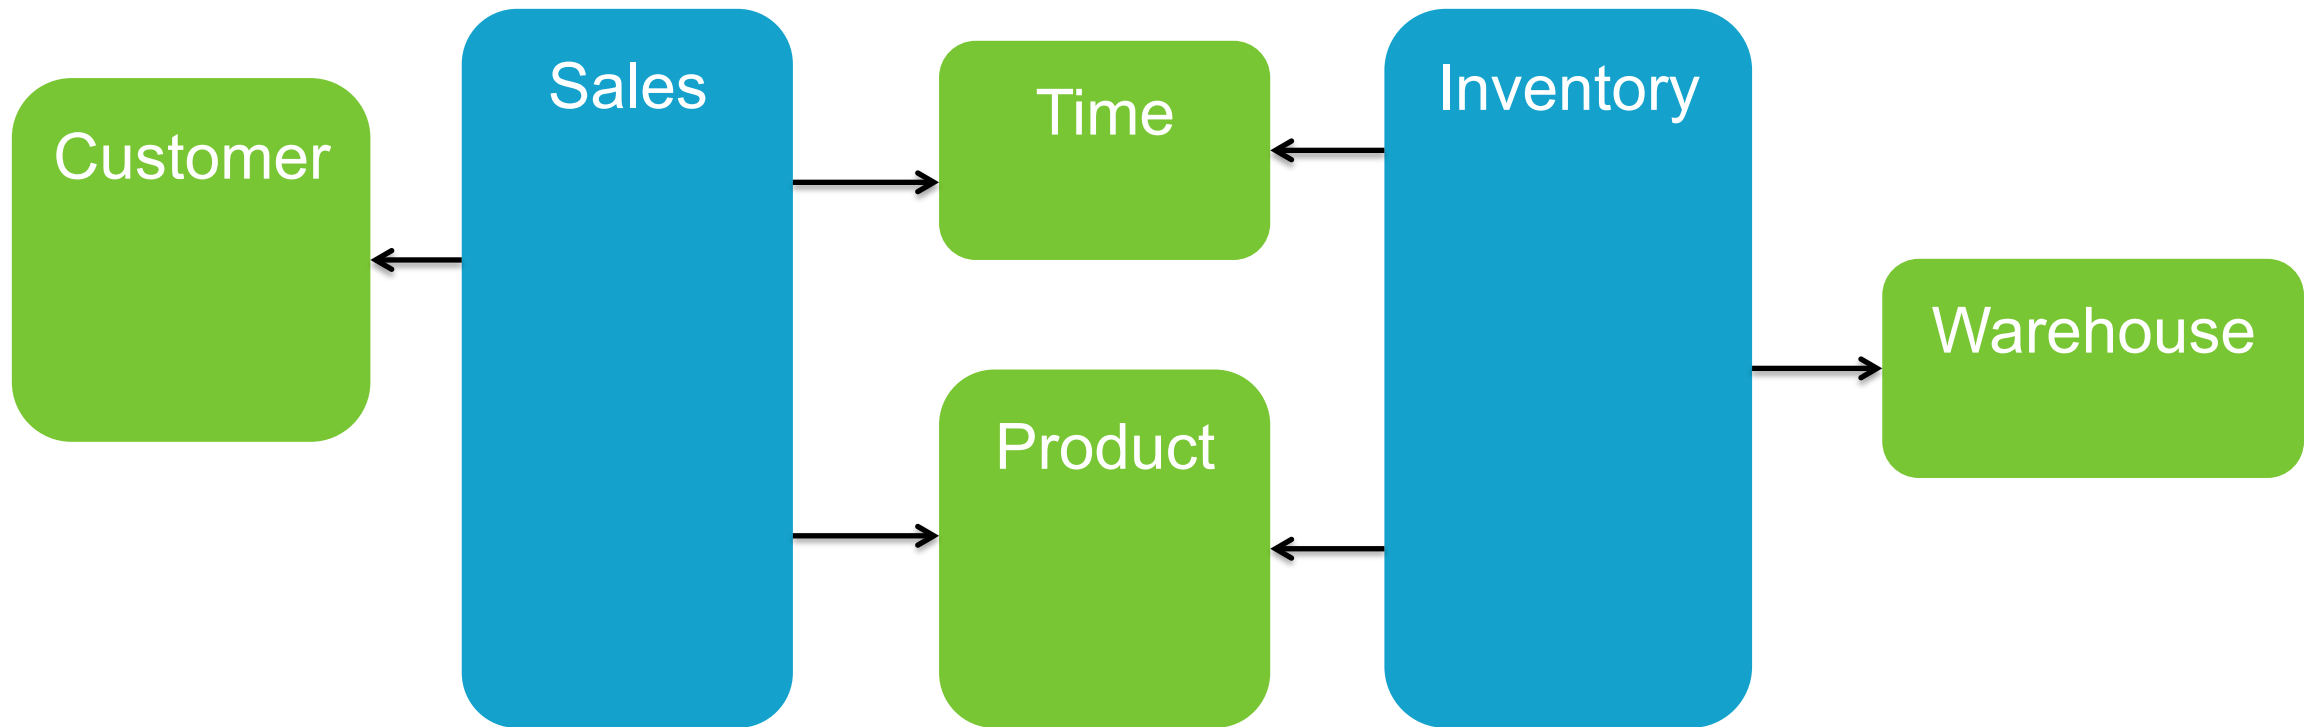 Customer
Sales
Time
Product
Inventory
Warehouse